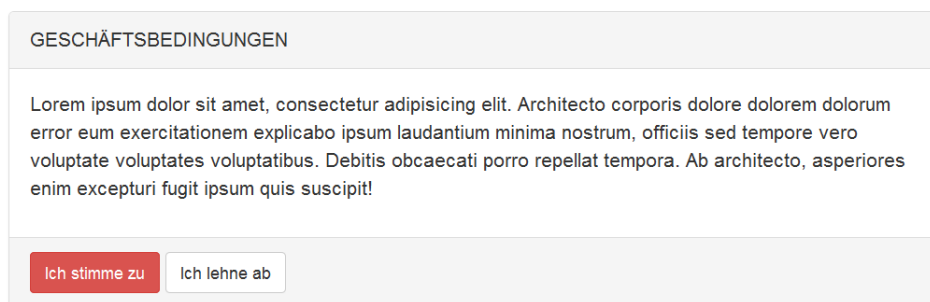 GESCHÄFTSBEDINGUNGEN
Lorem ipsum dolor sit amet, consectetur adipisicing elit. Architecto corporis dolore dolorem dolorum
error eum exercitationem explicabo ipsum laudantium minima nostrum, officiis sed tempore vero
voluptate voluptates voluptatibus. Debitis obcaecati porro repellat tempora. Ab architecto, asperiores
enim excepturi fugit ipsum quis suscipit!
Ich stimme zu Ich lehne ab